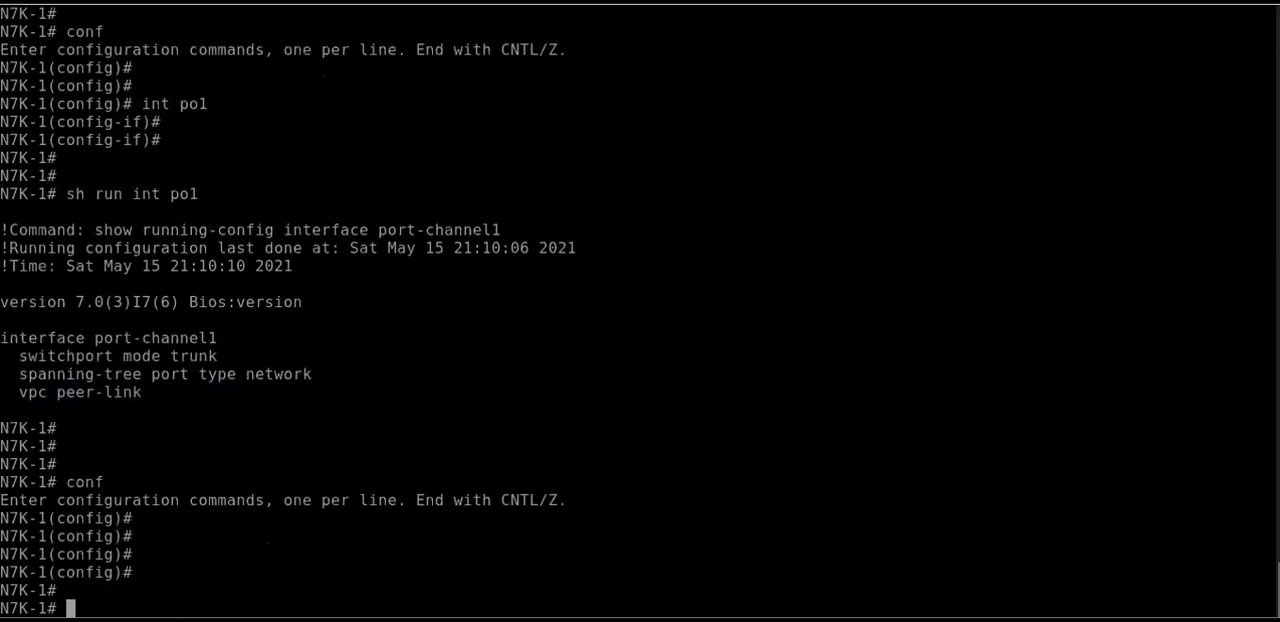 N7K-1#
N7K-1# conf
Enter configuration commands, one per line. End with CNTL/Z.
N7K-1(config)#
N7K-1(config)#
N7K-1(config)# int po1
N7K-1(config-if)#
N7K-1(config-if)#
N7K-1#
N7K-1#
N7K-1# sh run int po1
!Command: show running-config interface port-channel1
!Running configuration last done at: Sat May 15 21:10:06 2021
!Time: Sat May 15 21:10:10 2021
version 7.0(3)I7(6) Bios:version
interface port-channel1
  switchport mode trunk
  spanning-tree port type network
  vpc peer-link
N7K-1#
N7K-1#
N7K-1#
N7K-1# conf
Enter configuration commands, one per line. End with CNTL/Z.
N7K-1(config)#
N7K-1(config)#
N7K-1(config)#
N7K-1(config)#
N7K-1#
N7K-1#